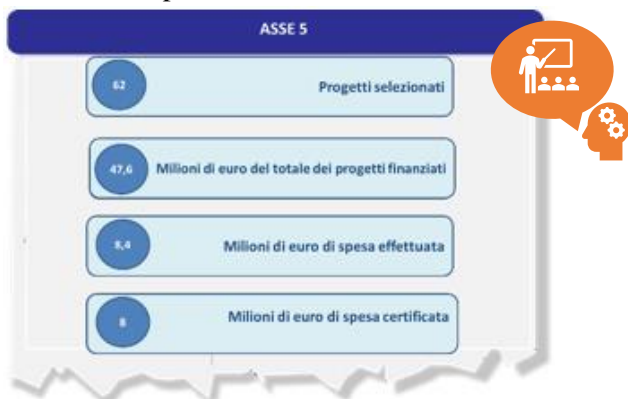 ASSE 5
62
Progetti selezionati
47,6
Milioni di euro del totale dei progetti finanziati
8,4
Milioni di euro di spesa effettuata
8
Milioni di euro di spesa certificata